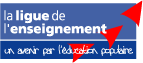 la ligue de
l'enseignement
un avenir par l'éducation populaire